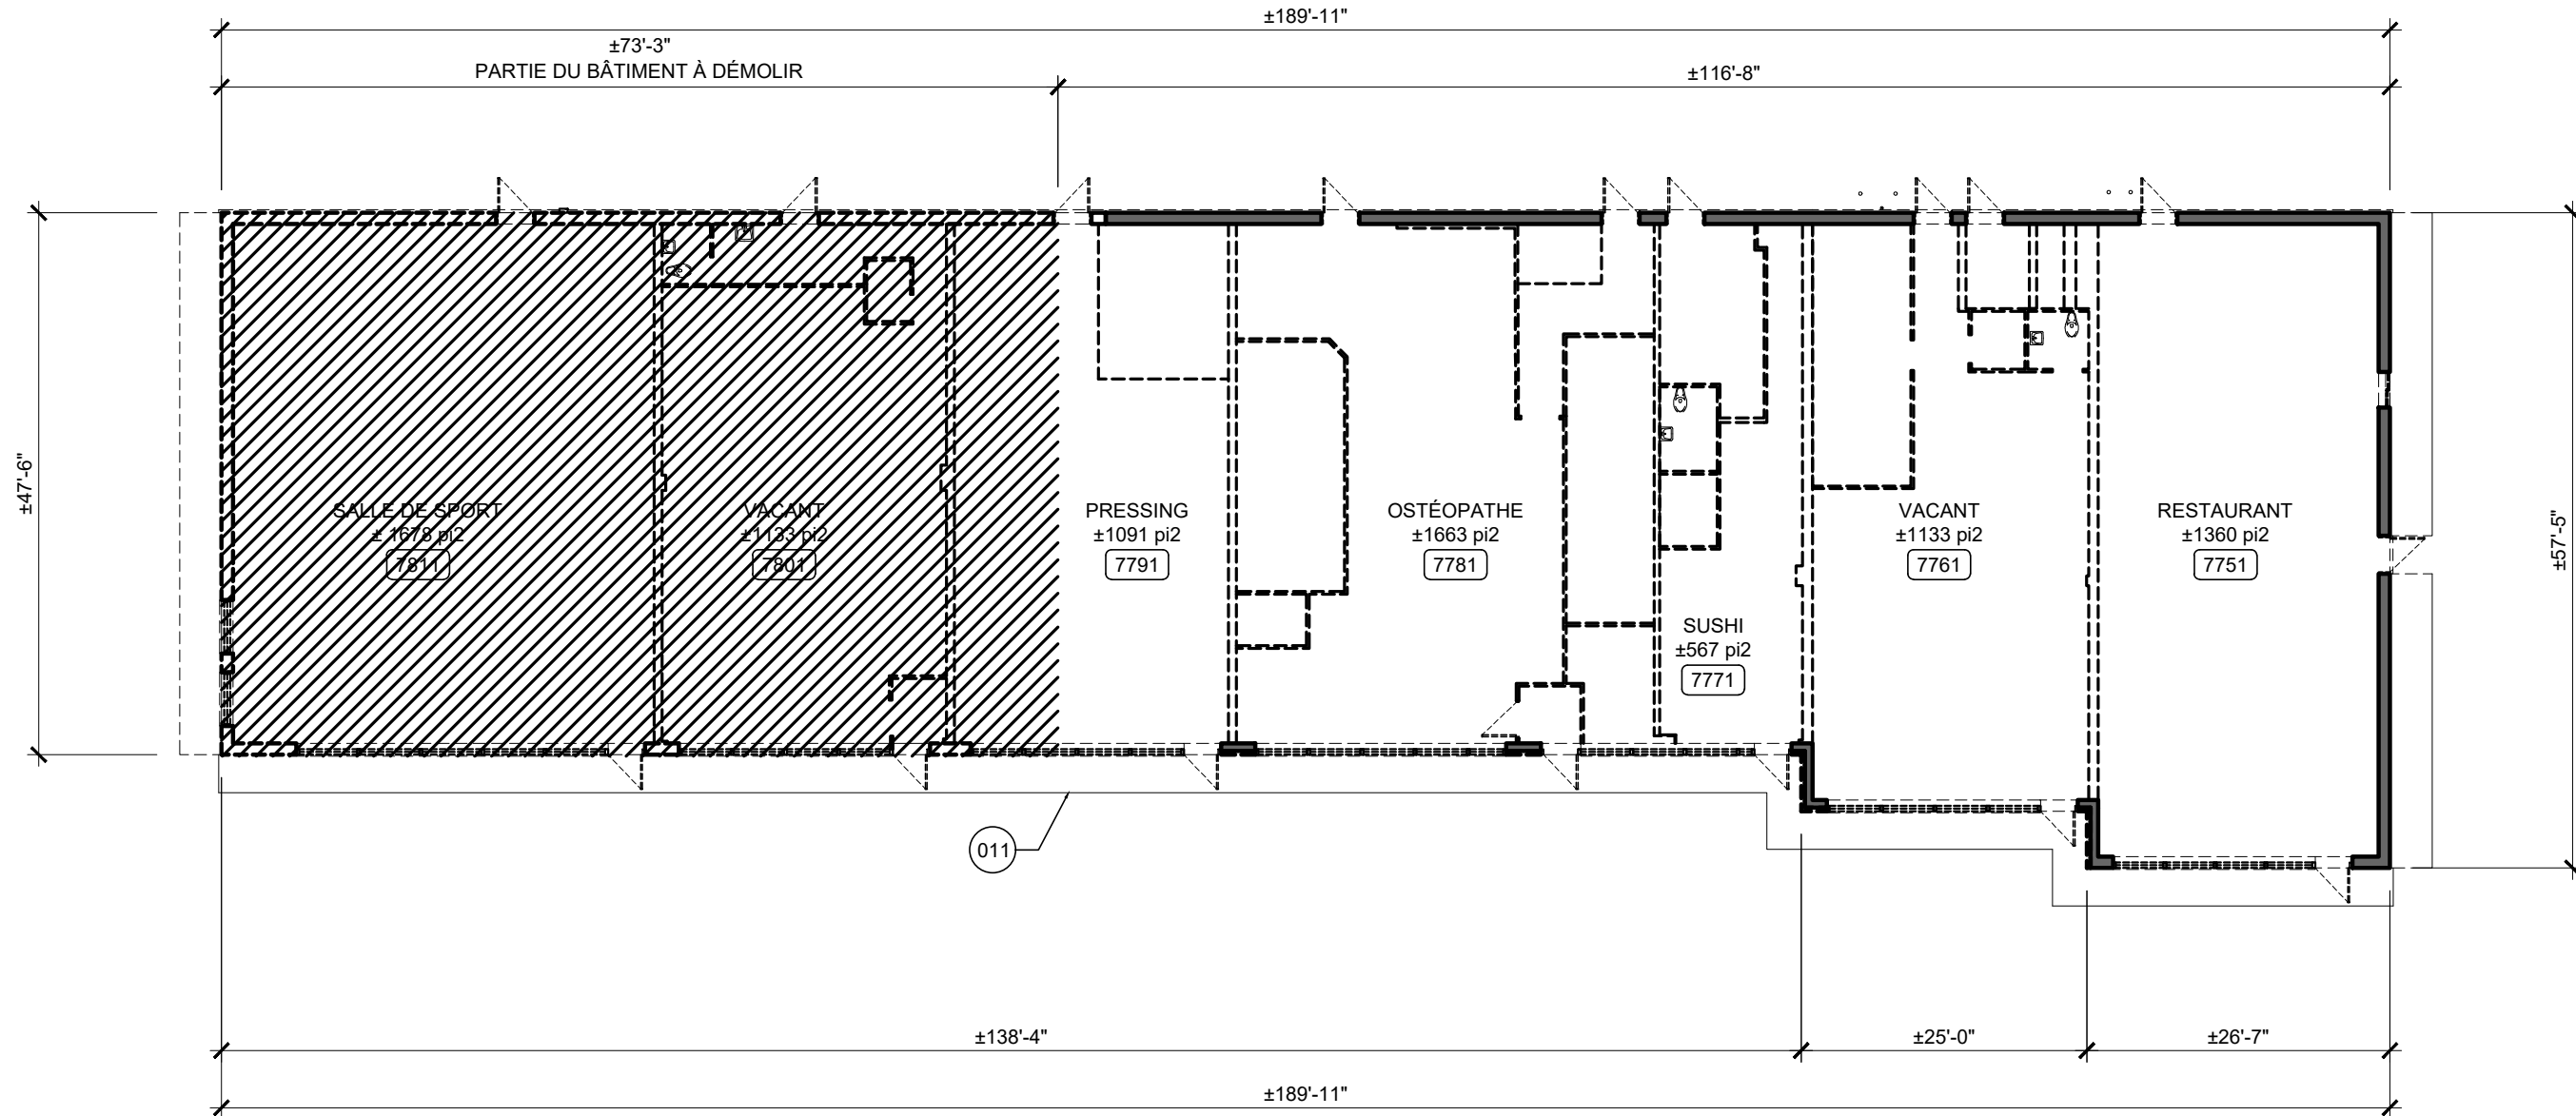 ±189'-11"
±73'-3"
PARTIE DU BÂTIMENT À DÉMOLIR
±116'-8"
±47'-6"
±57'-5"
SALLE DE SPORT
± 1678 pi2
7811
VACANT
±1133 pi2
7801
PRESSING
±1091 pi2
7791
OSTÉOPATHE
±1663 pi2
7781
SUSHI
±567 pi2
7771
VACANT
±1133 pi2
7761
RESTAURANT
±1360 pi2
7751
011
±138'-4"
±25'-0"
±26'-7"
±189'-11"